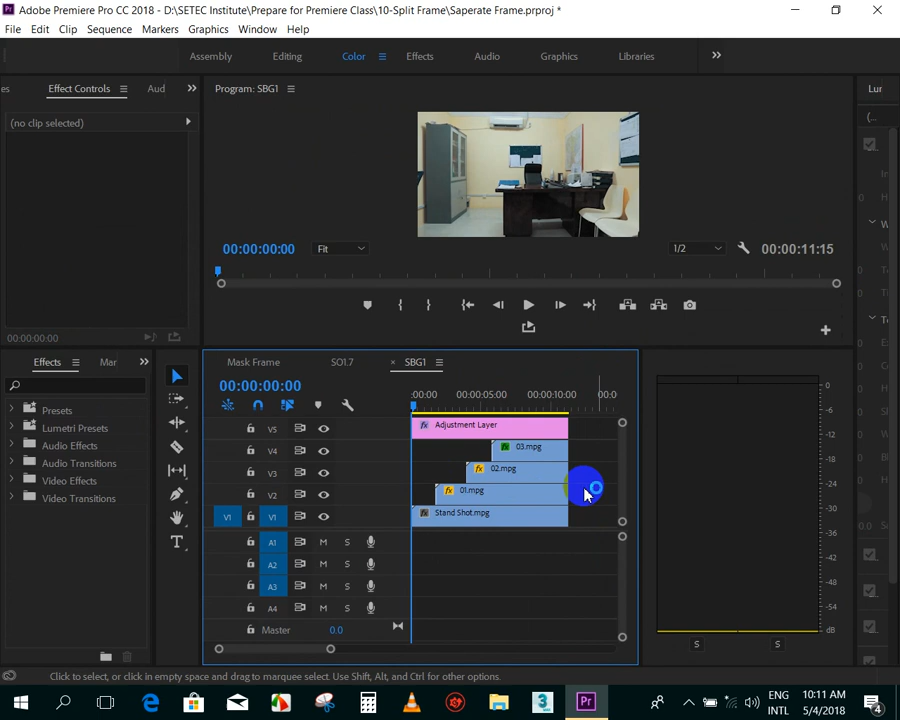 Adobe Premiere Pro CC 2018 - D:\SETEC Institute\Prepare for Premiere Class\10-Split Frame\Saperate Frame.prproj *
File Edit Clip Sequence Markers Graphics Window Help
Assembly Editing Color Effects Audio Graphics Libraries
es Effect Controls Aud Program: SBG1 Lur
(no clip selected)
00:00:00:00 Fit 1/2 00:00:11:15
Effects Mar Mask Frame SO1.7 × SBG1
00:00:00:00
:00:00 00:00:05:00 00:00:10:00 00:0
Presets
Lumetri Presets
Audio Effects
Audio Transitions
Video Effects
Video Transitions
V5 Adjustment Layer
V4 03.mpg
V3 02.mpg
V2 01.mpg
V1 V1 Stand Shot.mpg
A1 M S
A2 M S
A3 M S
A4 M S
Master 0.0
0
-6
-12
-18
-24
-30
-36
-42
-48
-54
dB
S S
Click to select, or click in empty space and drag to marquee select. Use Shift, Alt, and Ctrl for other options.
ENG
INTL
10:11 AM
5/4/2018
4